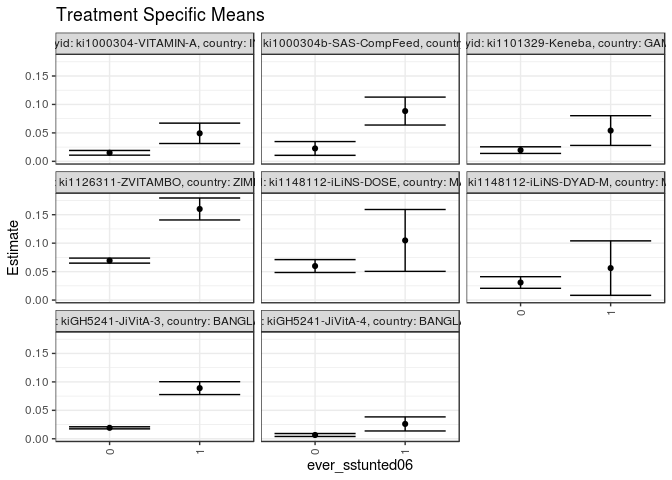 Treatment Specific Means
yid: ki1000304-VITAMIN-A, country: I
ki1000304b-SAS-CompFeed, countr
yid: ki1101329-Keneba, country: GA
0.15
0.10
0.05
0.00
: ki1126311-ZVITAMBO, country: ZIM
: ki1148112-iLiNS-DOSE, country: M
ki1148112-iLiNS-DYAD-M, country: M
0.15
0.10
0.05
0.00
0
1
: kiGH5241-JiVitA-3, country: BANGL
: kiGH5241-JiVitA-4, country: BANGL
0.15
0.10
0.05
0.00
0
1
0
1
Estimate
ever_sstunted06